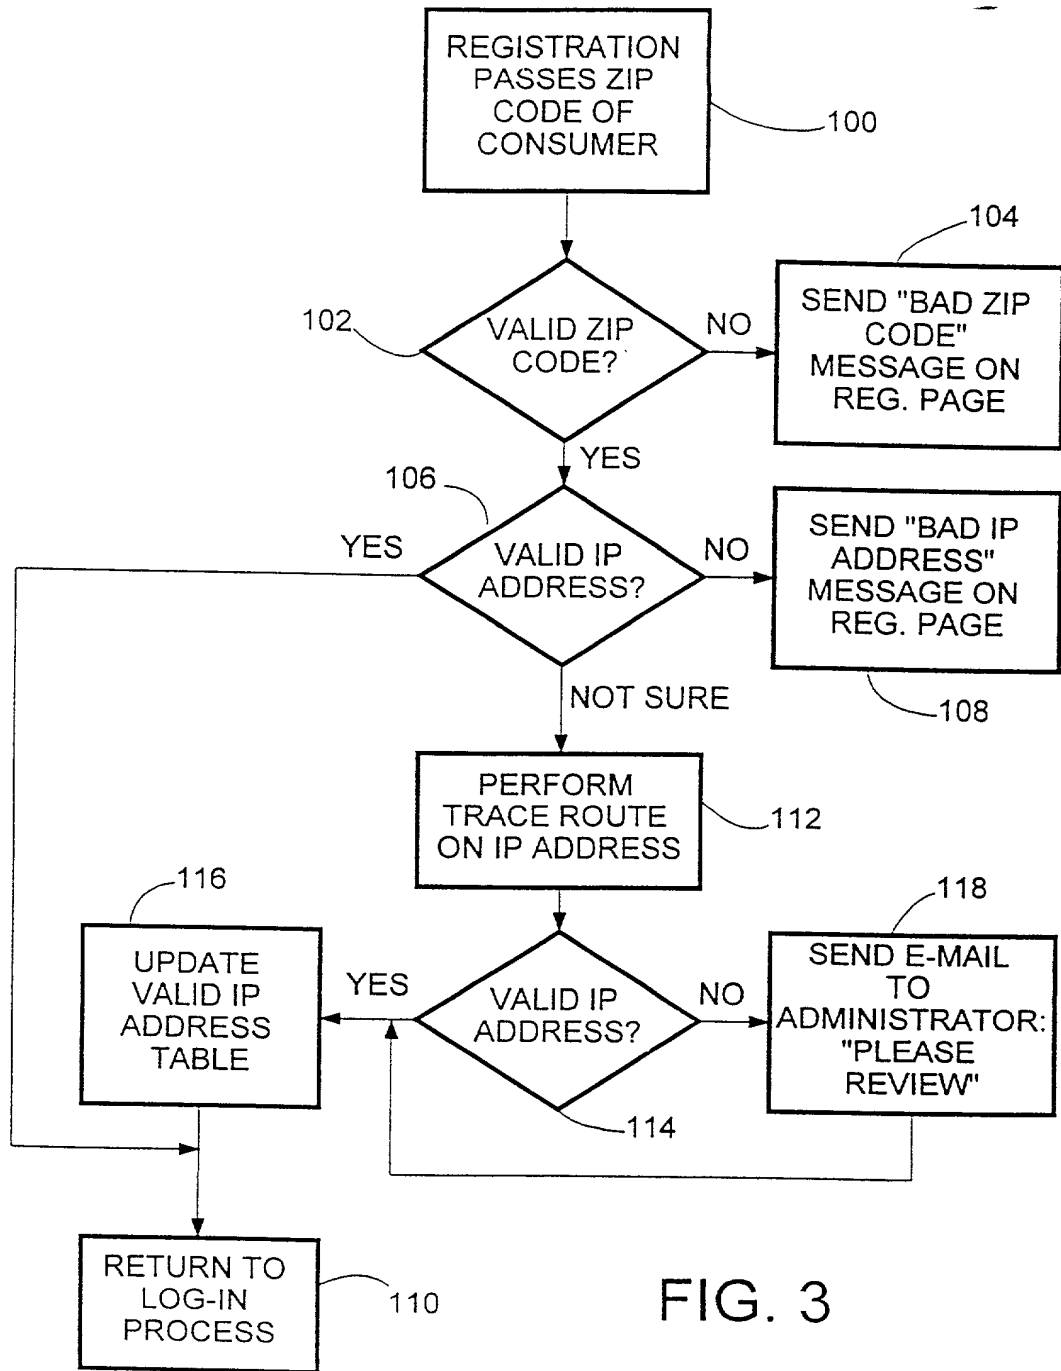 REGISTRATION
PASSES ZIP
CODE OF
CONSUMER
100
104
102
VALID ZIP
CODE?
NO
SEND "BAD ZIP
CODE"
MESSAGE ON
REG. PAGE
YES
106
YES
VALID IP
ADDRESS?
NO
SEND "BAD IP
ADDRESS"
MESSAGE ON
REG. PAGE
108
NOT SURE
PERFORM
TRACE ROUTE
ON IP ADDRESS
112
116
118
UPDATE
VALID IP
ADDRESS
TABLE
YES
VALID IP
ADDRESS?
NO
SEND E-MAIL
TO
ADMINISTRATOR:
"PLEASE
REVIEW"
114
RETURN TO
LOG-IN
PROCESS
110
FIG. 3